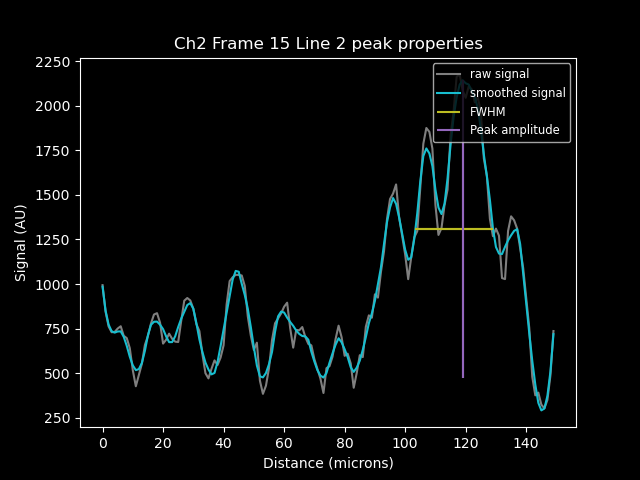 Ch2 Frame 15 Line 2 peak properties
raw signal
smoothed signal
FWHM
Peak amplitude
Signal (AU)
2250
2000
1750
1500
1250
1000
750
500
250
0 20 40 60 80 100 120 140
Distance (microns)